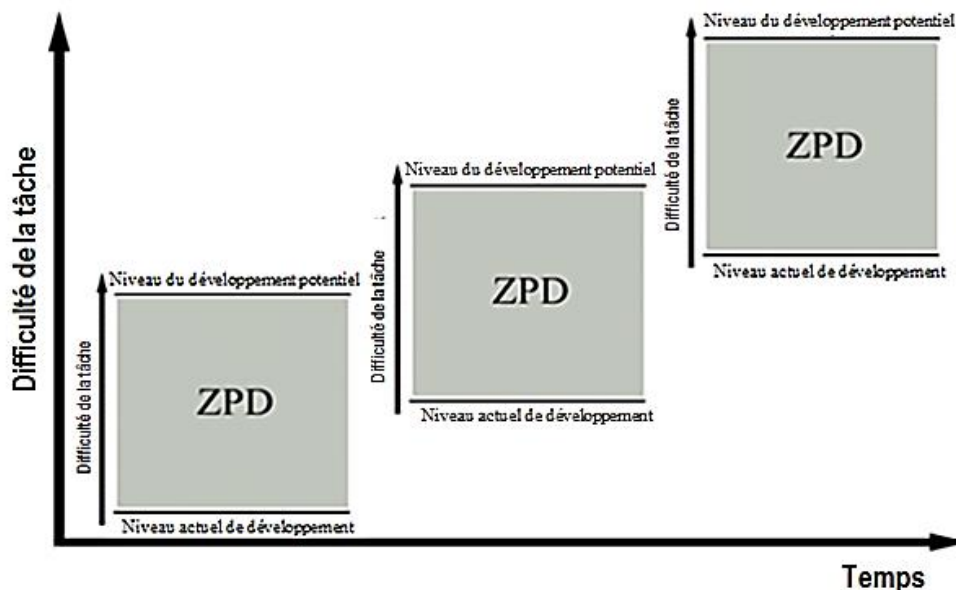 Difficulté de la tâche
Difficulté de la tâche
Niveau du développement potentiel
ZPD
Niveau actuel de développement
Difficulté de la tâche
Niveau du développement potentiel
ZPD
Niveau actuel de développement
Difficulté de la tâche
Niveau du développement potentiel
ZPD
Niveau actuel de développement
Temps